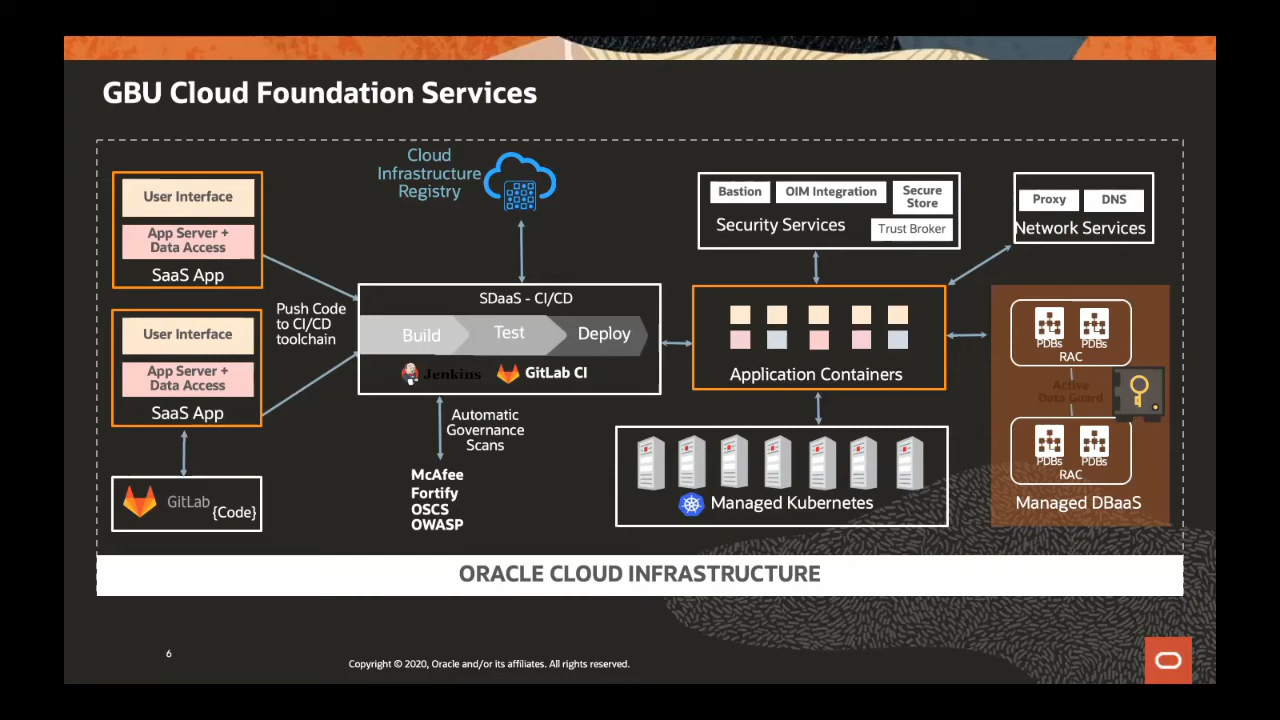 GBU Cloud Foundation Services
Cloud
Infrastructure
Registry
User Interface
App Server +
Data Access
SaaS App
User Interface
App Server +
Data Access
SaaS App
GitLab
{Code}
Push Code
to CI/CD
toolchain
SDaaS - CI/CD
Build
Test
Deploy
Jenkins
GitLab CI
Automatic
Governance
Scans
McAfee
Fortify
OSCS
OWASP
Bastion
OIM Integration
Secure
Store
Security Services
Trust Broker
Proxy
DNS
Network Services
Application Containers
Managed Kubernetes
PDBs
PDBs
RAC
Active
Data Guard
PDBs
PDBs
RAC
Managed DBaaS
ORACLE CLOUD INFRASTRUCTURE
6
Copyright © 2020, Oracle and/or its affiliates. All rights reserved.